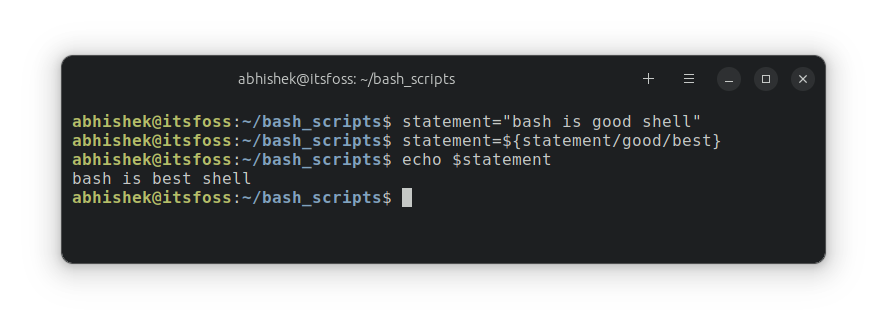 abhishek@itsfoss: ~/bash_scripts
abhishek@itsfoss:~/bash_scripts$ statement="bash is good shell"
abhishek@itsfoss:~/bash_scripts$ statement=${statement/good/best}
abhishek@itsfoss:~/bash_scripts$ echo $statement
bash is best shell
abhishek@itsfoss:~/bash_scripts$